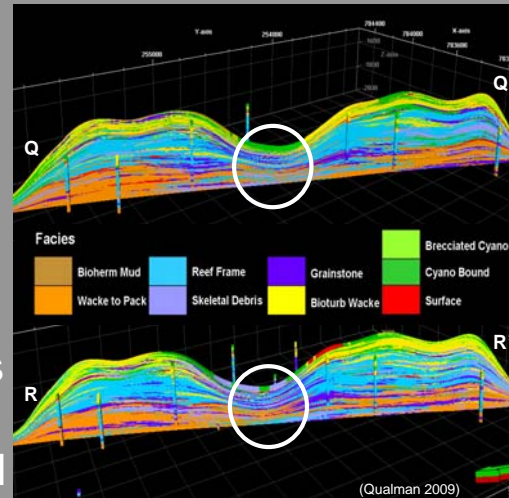 Y-axis
X-axis
255000
254000
784400
784000
783600
Z-axis
Q
Q
Facies
Bioherm Mud
Reef Frame
Grainstone
Brecciated Cyano
Cyano Bound
Wacke to Pack
Skeletal Debris
Bioturb Wacke
Surface
R
R
(Qualman 2009)